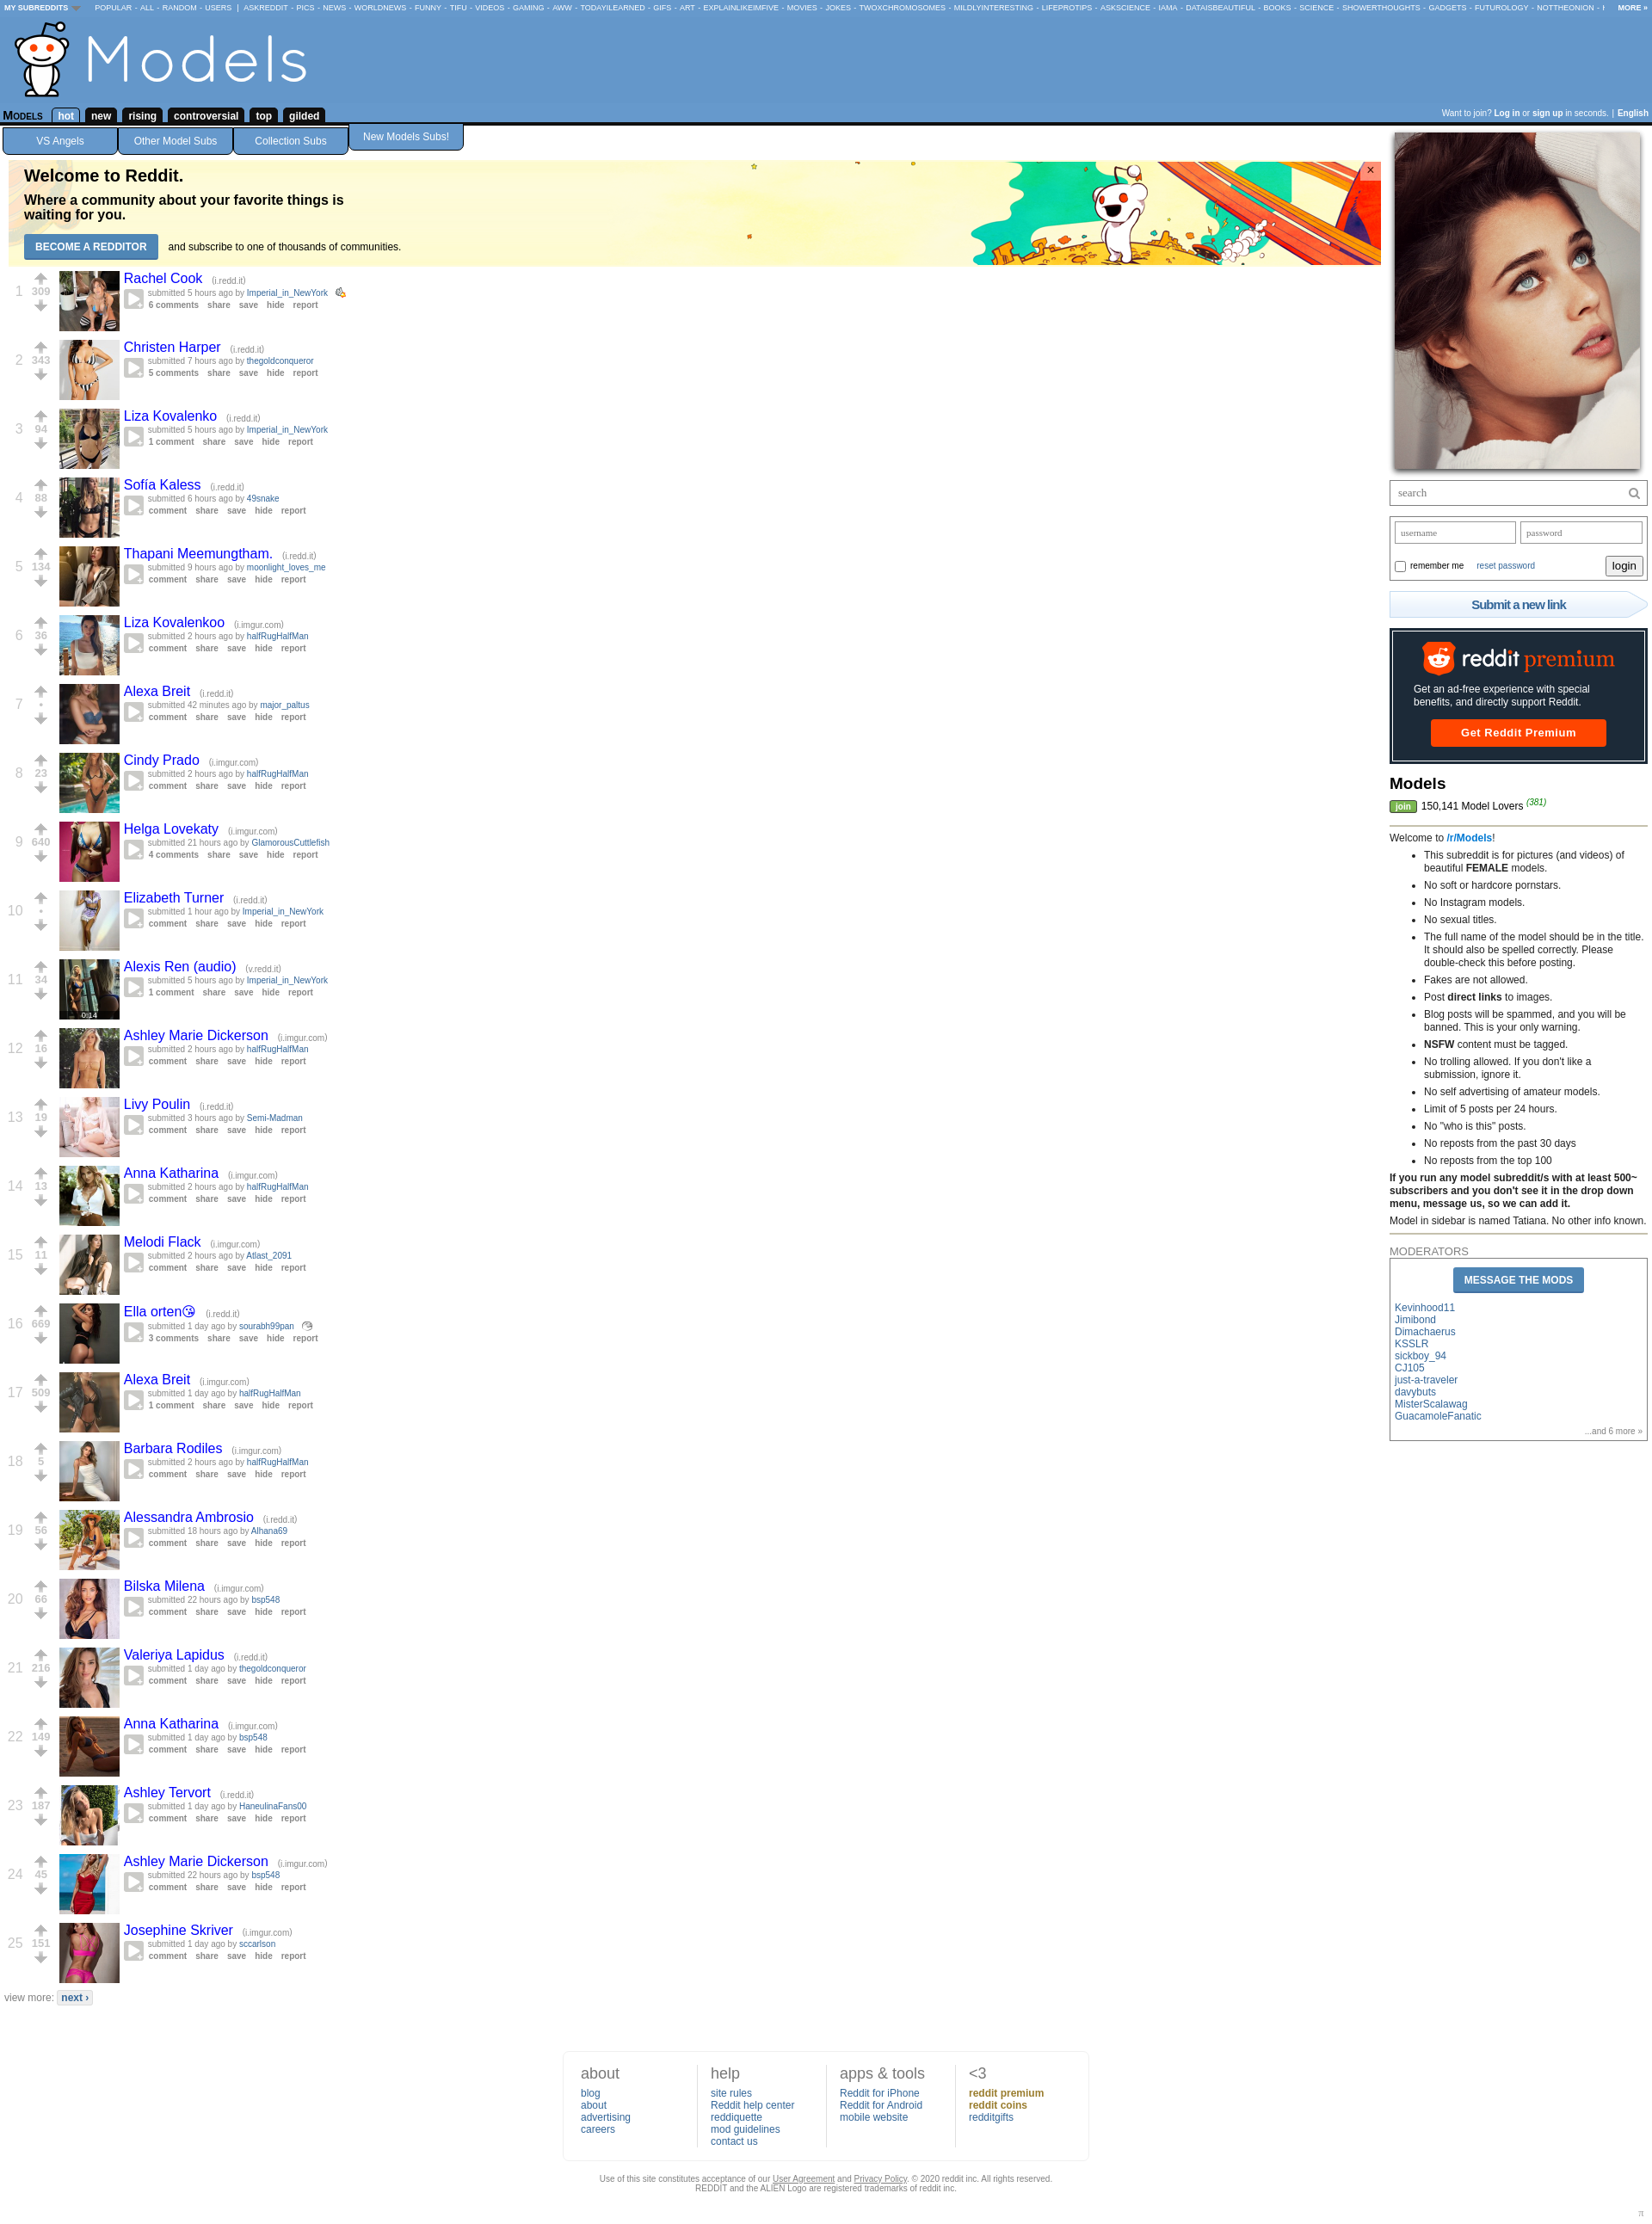 MY SUBREDDITS POPULAR - ALL - RANDOM - USERS | ASKREDDIT - PICS - NEWS - WORLDNEWS - FUNNY - TIFU - VIDEOS - GAMING - AWW - TODAYILEARNED - GIFS - ART - EXPLAINLIKEIMFIVE - MOVIES - JOKES - TWOXCHROMOSOMES - MILDLYINTERESTING - LIFEPROTIPS - ASKSCIENCE - IAMA - DATAISBEAUTIFUL - BOOKS - SCIENCE - SHOWERTHOUGHTS - GADGETS - FUTUROLOGY - NOTTHEONION - MORE »
Models
MODELS hot new rising controversial top gilded
Want to join? Log in or sign up in seconds. | English
VS Angels Other Model Subs Collection Subs New Models Subs!
Welcome to Reddit.
Where a community about your favorite things is
waiting for you.
BECOME A REDDITOR and subscribe to one of thousands of communities.
×
1 309 Rachel Cook (i.redd.it)
submitted 5 hours ago by Imperial_in_NewYork
6 comments share save hide report
2 343 Christen Harper (i.redd.it)
submitted 7 hours ago by thegoldconqueror
5 comments share save hide report
3 94 Liza Kovalenko (i.redd.it)
submitted 5 hours ago by Imperial_in_NewYork
1 comment share save hide report
4 88 Sofía Kaless (i.redd.it)
submitted 6 hours ago by 49snake
comment share save hide report
5 134 Thapani Meemungtham. (i.redd.it)
submitted 9 hours ago by moonlight_loves_me
comment share save hide report
6 36 Liza Kovalenkoo (i.imgur.com)
submitted 2 hours ago by halfRugHalfMan
comment share save hide report
7 • Alexa Breit (i.redd.it)
submitted 42 minutes ago by major_paltus
comment share save hide report
8 23 Cindy Prado (i.imgur.com)
submitted 2 hours ago by halfRugHalfMan
comment share save hide report
9 640 Helga Lovekaty (i.imgur.com)
submitted 21 hours ago by GlamorousCuttlefish
4 comments share save hide report
10 • Elizabeth Turner (i.redd.it)
submitted 1 hour ago by Imperial_in_NewYork
comment share save hide report
11 34 Alexis Ren (audio) (v.redd.it)
submitted 5 hours ago by Imperial_in_NewYork
1 comment share save hide report
0:14
12 16 Ashley Marie Dickerson (i.imgur.com)
submitted 2 hours ago by halfRugHalfMan
comment share save hide report
13 19 Livy Poulin (i.redd.it)
submitted 3 hours ago by Semi-Madman
comment share save hide report
14 13 Anna Katharina (i.imgur.com)
submitted 2 hours ago by halfRugHalfMan
comment share save hide report
15 11 Melodi Flack (i.imgur.com)
submitted 2 hours ago by Atlast_2091
comment share save hide report
16 669 Ella orten😘 (i.redd.it)
submitted 1 day ago by sourabh99pan
3 comments share save hide report
17 509 Alexa Breit (i.imgur.com)
submitted 1 day ago by halfRugHalfMan
1 comment share save hide report
18 5 Barbara Rodiles (i.imgur.com)
submitted 2 hours ago by halfRugHalfMan
comment share save hide report
19 56 Alessandra Ambrosio (i.redd.it)
submitted 18 hours ago by Alhana69
comment share save hide report
20 66 Bilska Milena (i.imgur.com)
submitted 22 hours ago by bsp548
comment share save hide report
21 216 Valeriya Lapidus (i.redd.it)
submitted 1 day ago by thegoldconqueror
comment share save hide report
22 149 Anna Katharina (i.imgur.com)
submitted 1 day ago by bsp548
comment share save hide report
23 187 Ashley Tervort (i.redd.it)
submitted 1 day ago by HaneulinaFans00
comment share save hide report
24 45 Ashley Marie Dickerson (i.imgur.com)
submitted 22 hours ago by bsp548
comment share save hide report
25 151 Josephine Skriver (i.imgur.com)
submitted 1 day ago by sccarlson
comment share save hide report
view more: next ›
search
username password
remember me reset password login
Submit a new link
reddit premium
Get an ad-free experience with special
benefits, and directly support Reddit.
Get Reddit Premium
Models
join 150,141 Model Lovers (381)
Welcome to /r/Models!
• This subreddit is for pictures (and videos) of
beautiful FEMALE models.
• No soft or hardcore pornstars.
• No Instagram models.
• No sexual titles.
• The full name of the model should be in the title.
It should also be spelled correctly. Please
double-check this before posting.
• Fakes are not allowed.
• Post direct links to images.
• Blog posts will be spammed, and you will be
banned. This is your only warning.
• NSFW content must be tagged.
• No trolling allowed. If you don't like a
submission, ignore it.
• No self advertising of amateur models.
• Limit of 5 posts per 24 hours.
• No "who is this" posts.
• No reposts from the past 30 days
• No reposts from the top 100
If you run any model subreddit/s with at least 500~
subscribers and you don't see it in the drop down
menu, message us, so we can add it.
Model in sidebar is named Tatiana. No other info known.
MODERATORS
MESSAGE THE MODS
Kevinhood11
Jimibond
Dimachaerus
KSSLR
sickboy_94
CJ105
just-a-traveler
davybuts
MisterScalawag
GuacamoleFanatic
...and 6 more »
about
blog
about
advertising
careers
help
site rules
Reddit help center
reddiquette
mod guidelines
contact us
apps & tools
Reddit for iPhone
Reddit for Android
mobile website
<3
reddit premium
reddit coins
redditgifts
Use of this site constitutes acceptance of our User Agreement and Privacy Policy. © 2020 reddit inc. All rights reserved.
REDDIT and the ALIEN Logo are registered trademarks of reddit inc.
π